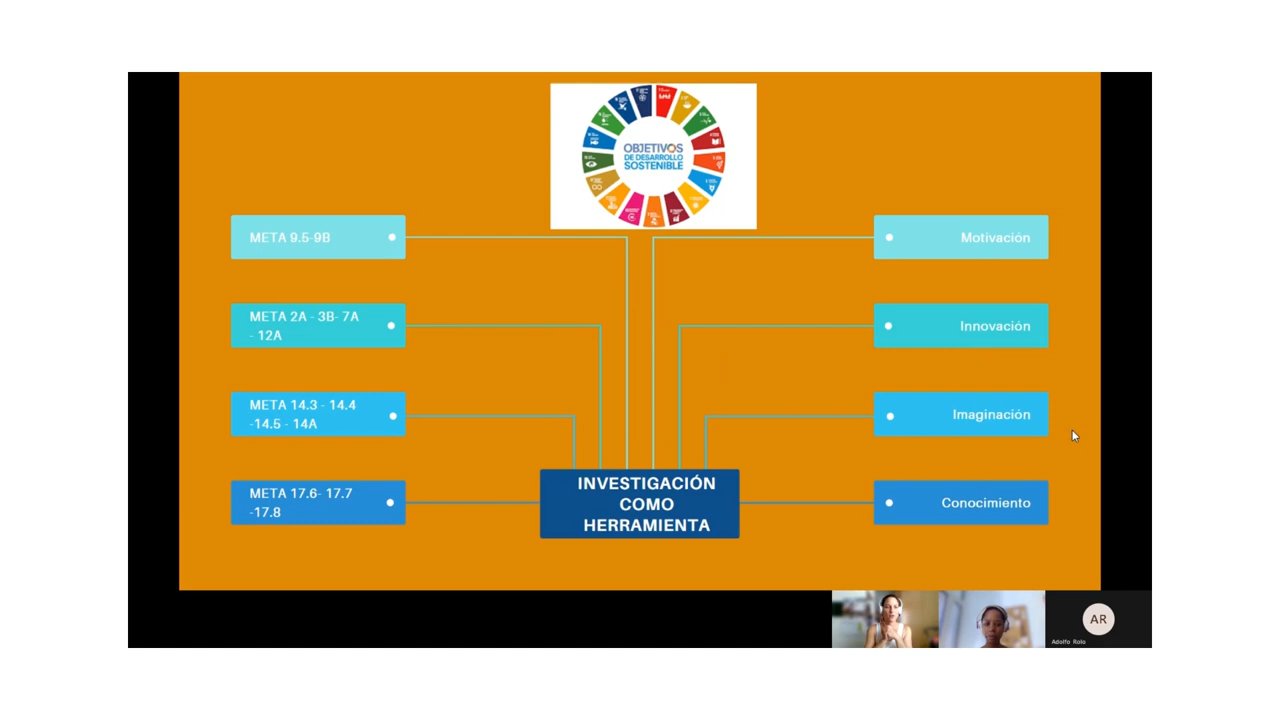 OBJETIVOS
DE DESARROLLO
SOSTENIBLE
META 9.5-9B
Motivación
META 2A - 3B- 7A
- 12A
Innovación
META 14.3 - 14.4
-14.5 - 14A
Imaginación
META 17.6- 17.7
-17.8
INVESTIGACIÓN
COMO
HERRAMIENTA
Conocimiento
AR
Adolfo Rolo